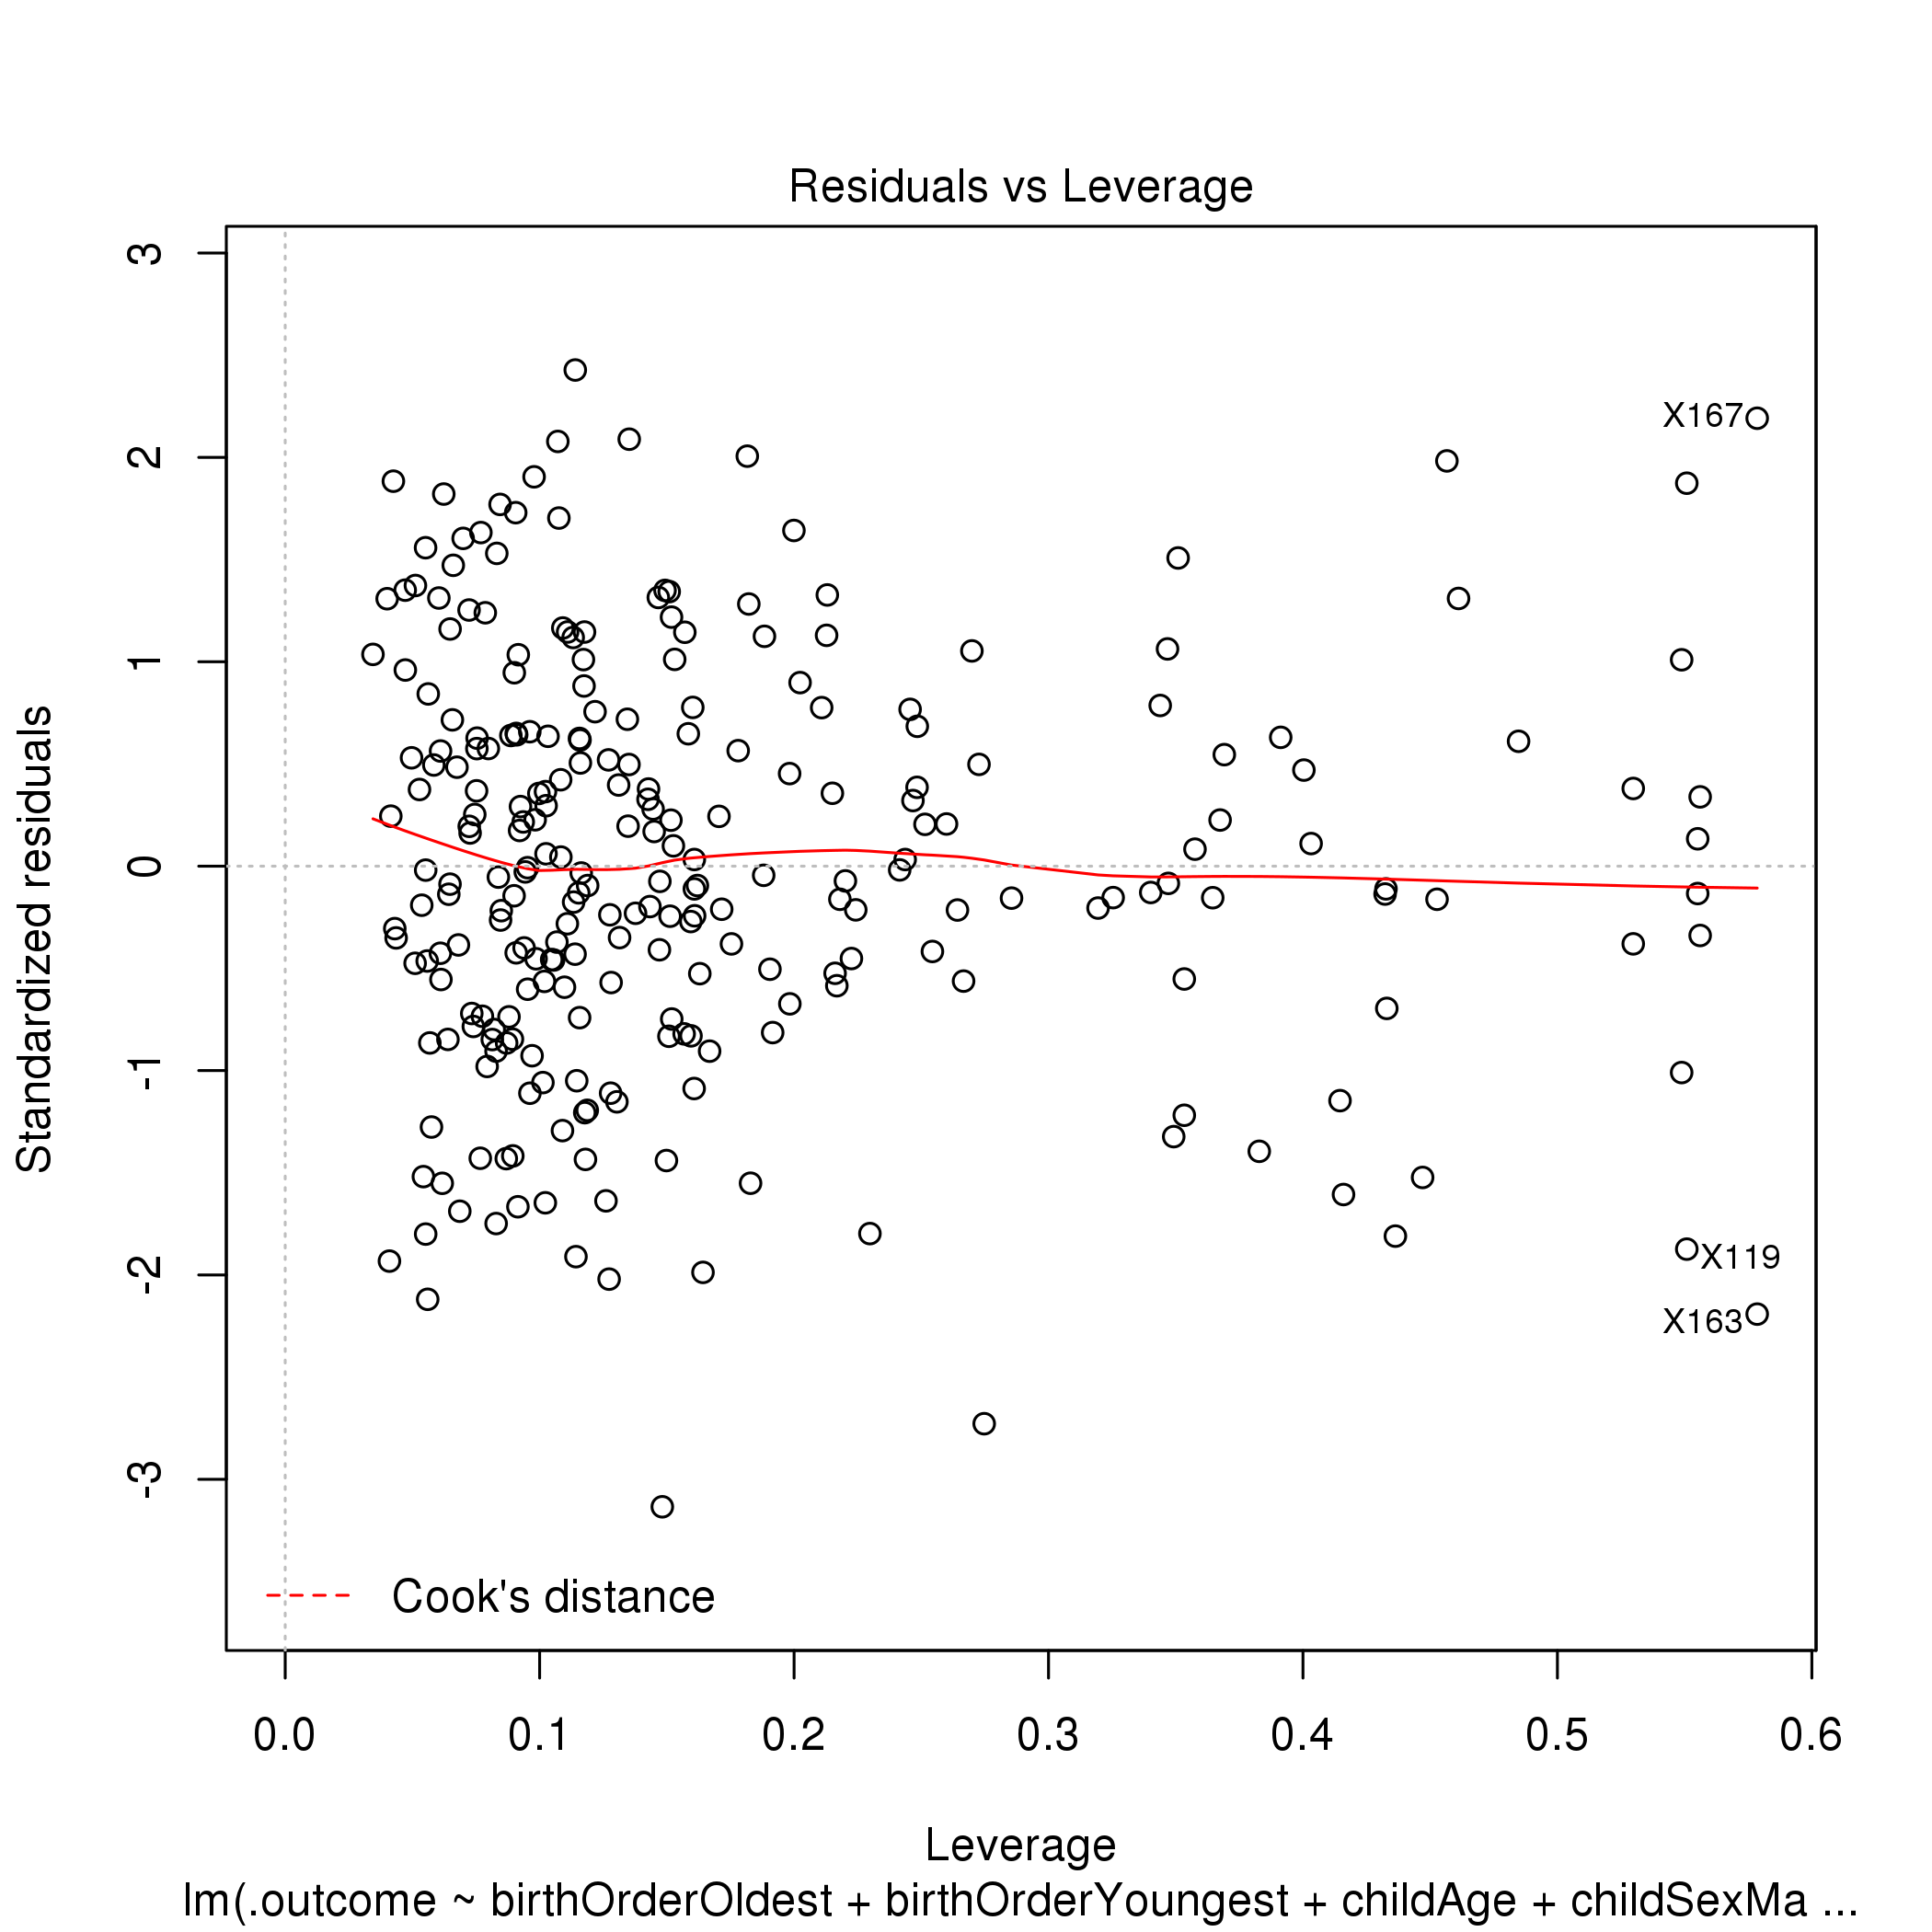 Residuals vs Leverage
3
2
1
0
-1
-2
-3
Standardized residuals
X167
X119
X163
Cook's distance
0.0 0.1 0.2 0.3 0.4 0.5 0.6
Leverage
lm(.outcome ~ birthOrderOldest + birthOrderYoungest + childAge + childSexMa ...